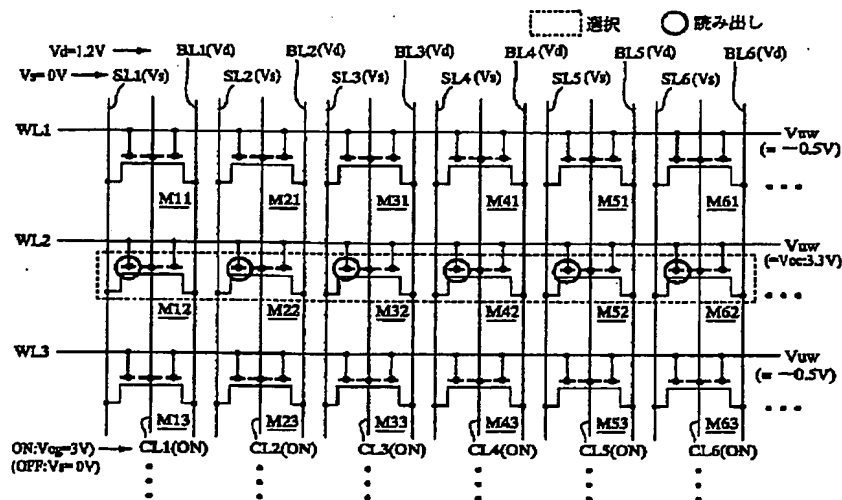 選択 読み出し
Vd=1.2V BL1(Vd) BL2(Vd) BL3(Vd) BL4(Vd) BL5(Vd) BL6(Vd)
Vs=0V SL1(Vs) SL2(Vs) SL3(Vs) SL4(Vs) SL5(Vs) SL6(Vs)
WL1 Vuw
(=−0.5V)
M11 M21 M31 M41 M51 M61
WL2 Vuw
(=Vcc:3.3V)
M12 M22 M32 M42 M52 M62
WL3 Vuw
(=−0.5V)
M13 M23 M33 M43 M53 M63
ON:Vcg=3V) CL1(ON) CL2(ON) CL3(ON) CL4(ON) CL5(ON) CL6(ON)
(OFF:Vs=0V)